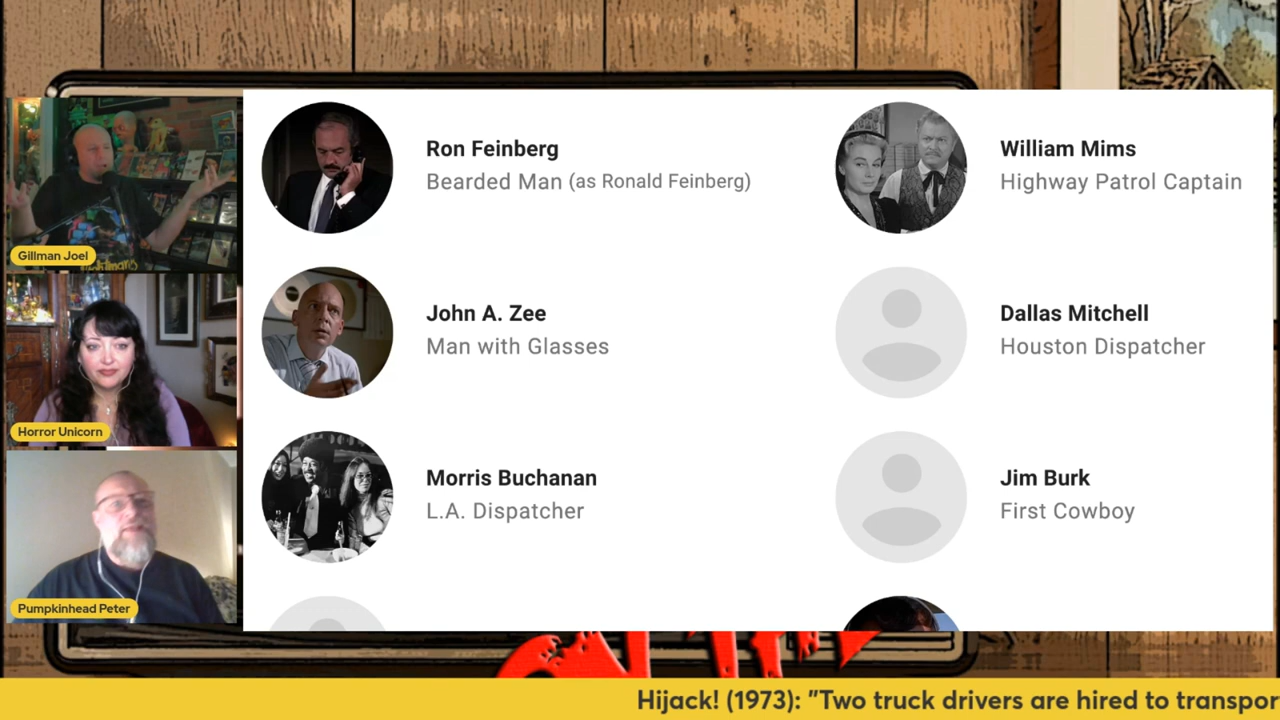 Gillman Joel
Horror Unicorn
Pumpkinhead Peter
Ron Feinberg
Bearded Man (as Ronald Feinberg)
William Mims
Highway Patrol Captain
John A. Zee
Man with Glasses
Dallas Mitchell
Houston Dispatcher
Morris Buchanan
L.A. Dispatcher
Jim Burk
First Cowboy
Hijack! (1973): "Two truck drivers are hired to transpor